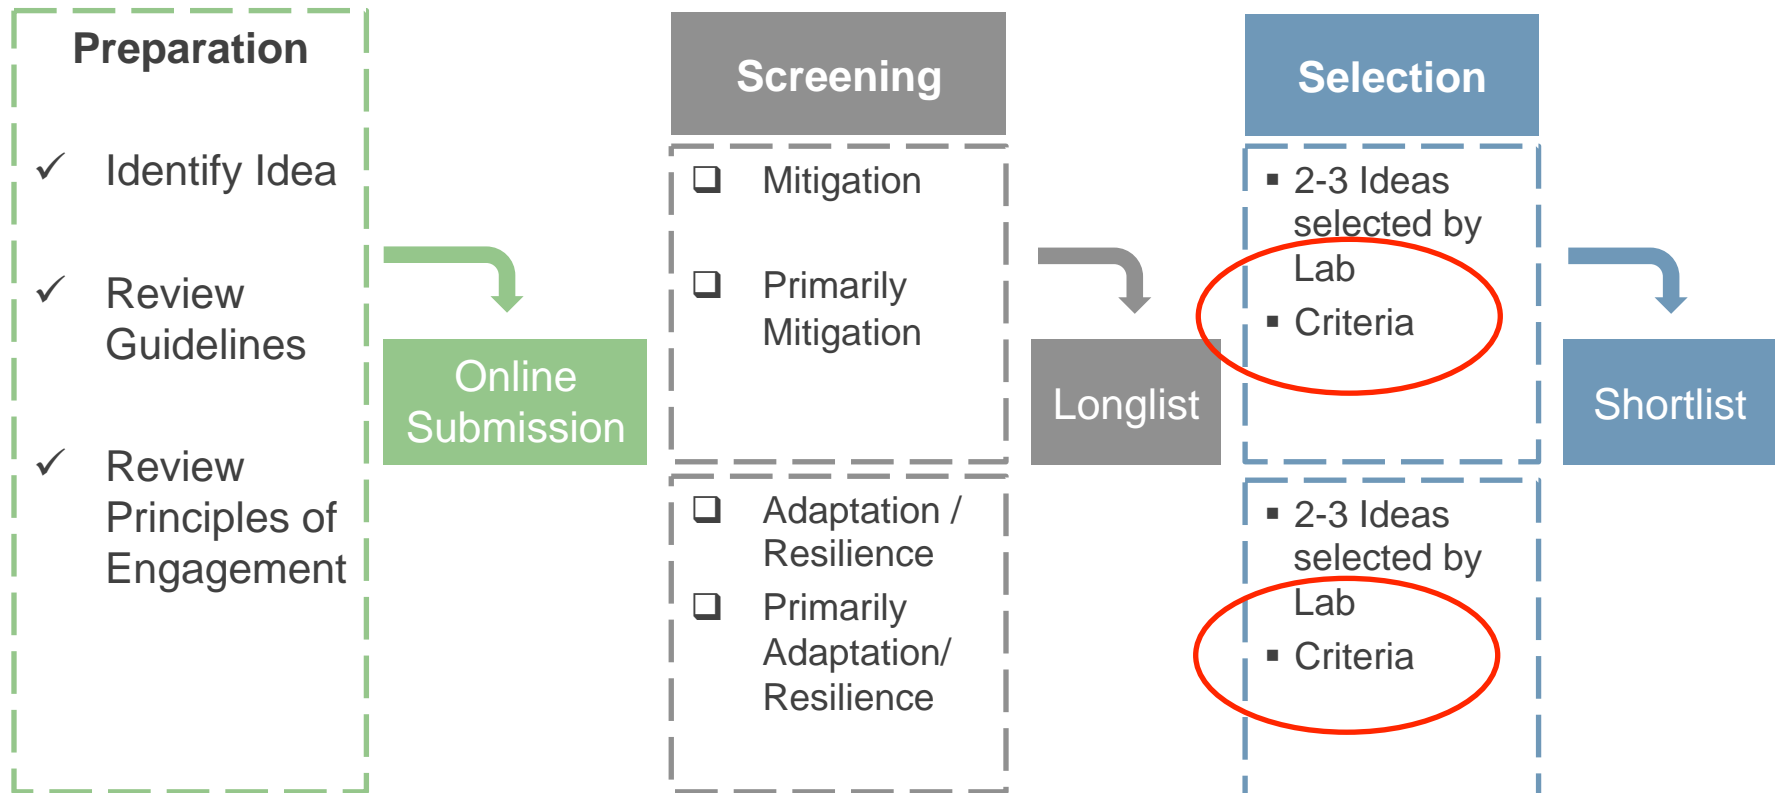 Preparation
✓ Identify Idea
✓ Review
Guidelines
✓ Review
Principles of
Engagement
Online
Submission
Screening
❑ Mitigation
❑ Primarily
Mitigation
❑ Adaptation /
Resilience
❑ Primarily
Adaptation/
Resilience
Longlist
Selection
▪ 2-3 Ideas
selected by
Lab
▪ Criteria
▪ 2-3 Ideas
selected by
Lab
▪ Criteria
Shortlist